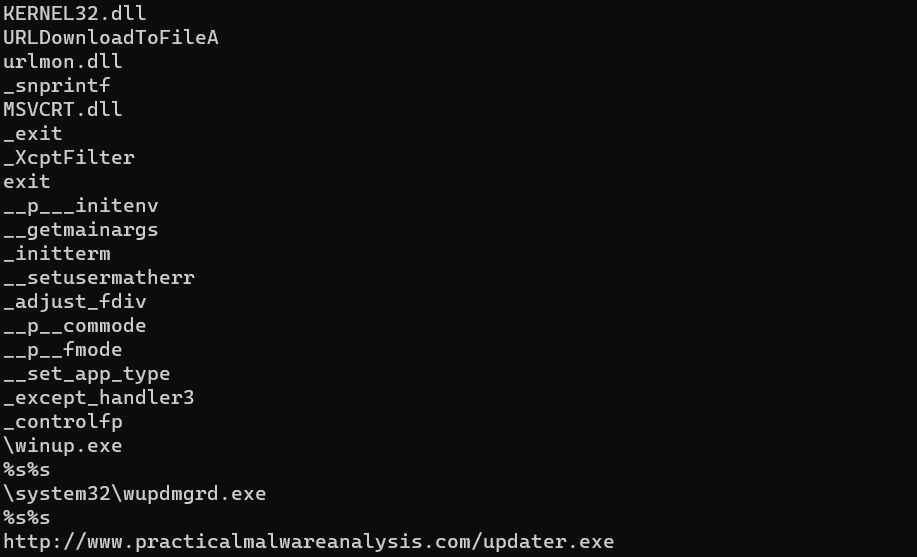 KERNEL32.dll
URLDownloadToFileA
urlmon.dll
_snprintf
MSVCRT.dll
_exit
_XcptFilter
exit
__p___initenv
__getmainargs
_initterm
__setusermatherr
_adjust_fdiv
__p__commode
__p__fmode
__set_app_type
_except_handler3
_controlfp
\winup.exe
%s%s
\system32\wupdmgrd.exe
%s%s
http://www.practicalmalwareanalysis.com/updater.exe